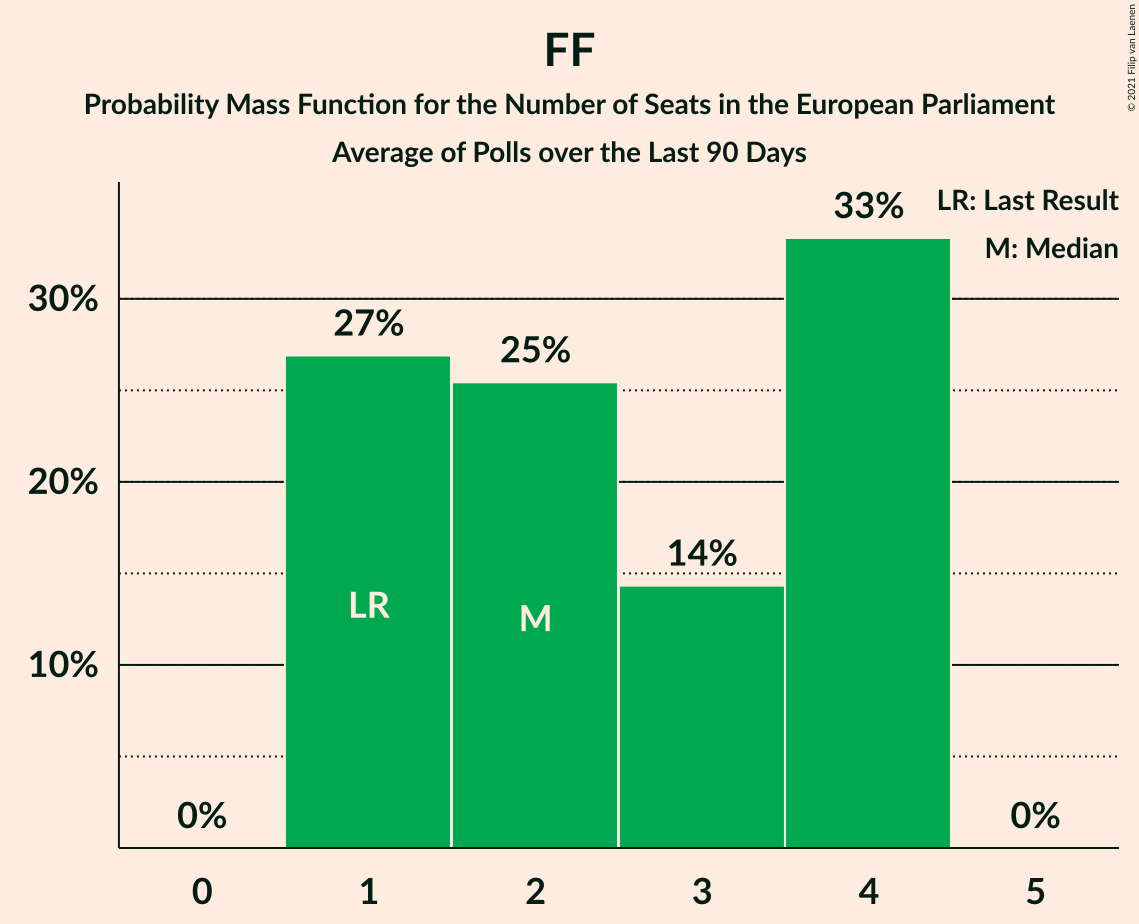 FF
Probability Mass Function for the Number of Seats in the European Parliament
Average of Polls over the Last 90 Days
© 2021 Filip van Laenen
LR: Last Result
M: Median
33%
30%
27%
25%
20%
14%
LR
M
10%
0%
0%
0 1 2 3 4 5